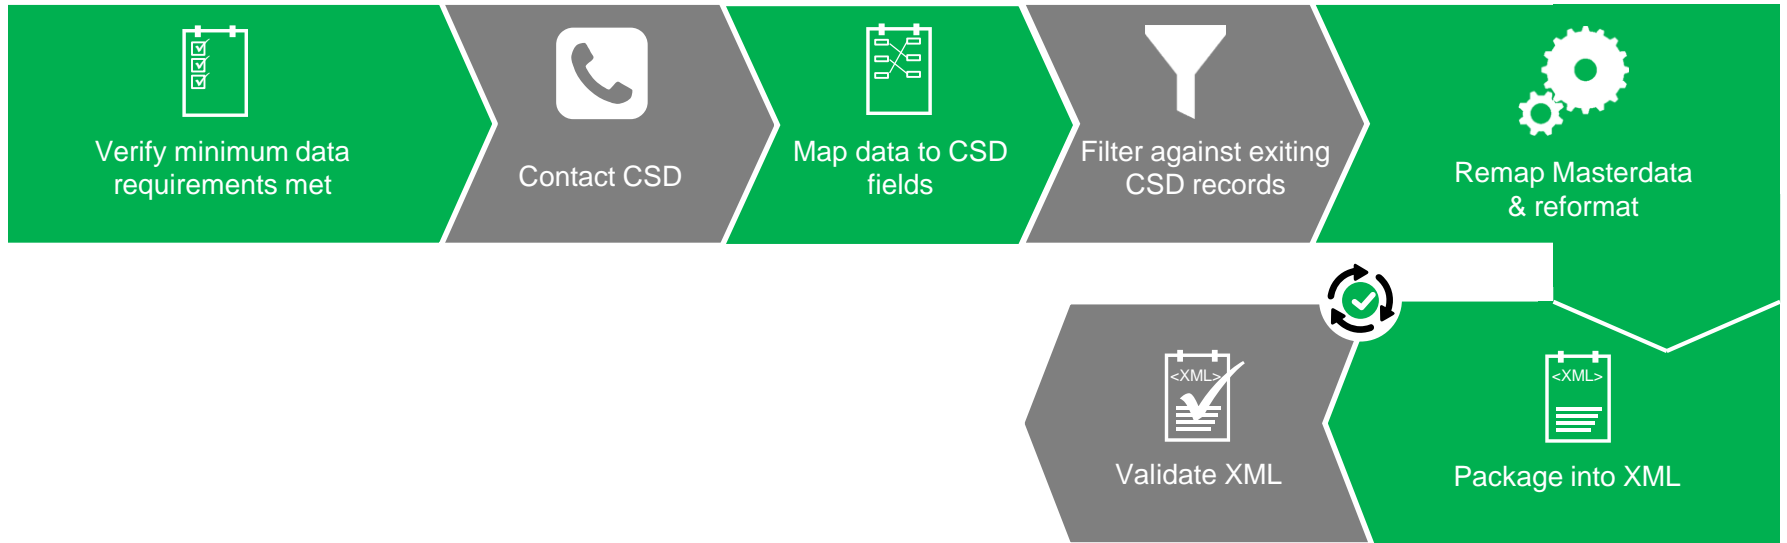 Verify minimum data
requirements met
Contact CSD
Map data to CSD
fields
Filter against exiting
CSD records
Remap Masterdata
& reformat
<XML>
Validate XML
<XML>
Package into XML